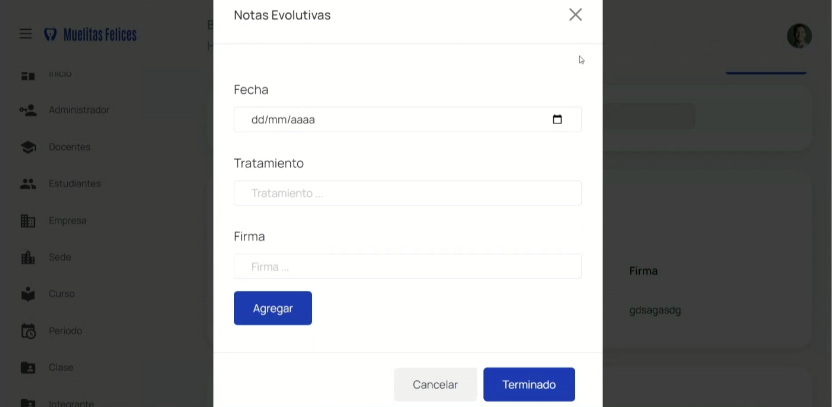 Notas Evolutivas
Muelitas Felices
Inicio
Administrador
Fecha
dd/mm/aaaa
Docentes
Tratamiento
Estudiantes
Tratamiento ...
Empresa
Firma
Sede
Firma ...
Firma
Curso
Agregar
gdsagasdg
Periodo
Clase
Cancelar
Terminado
Integrante